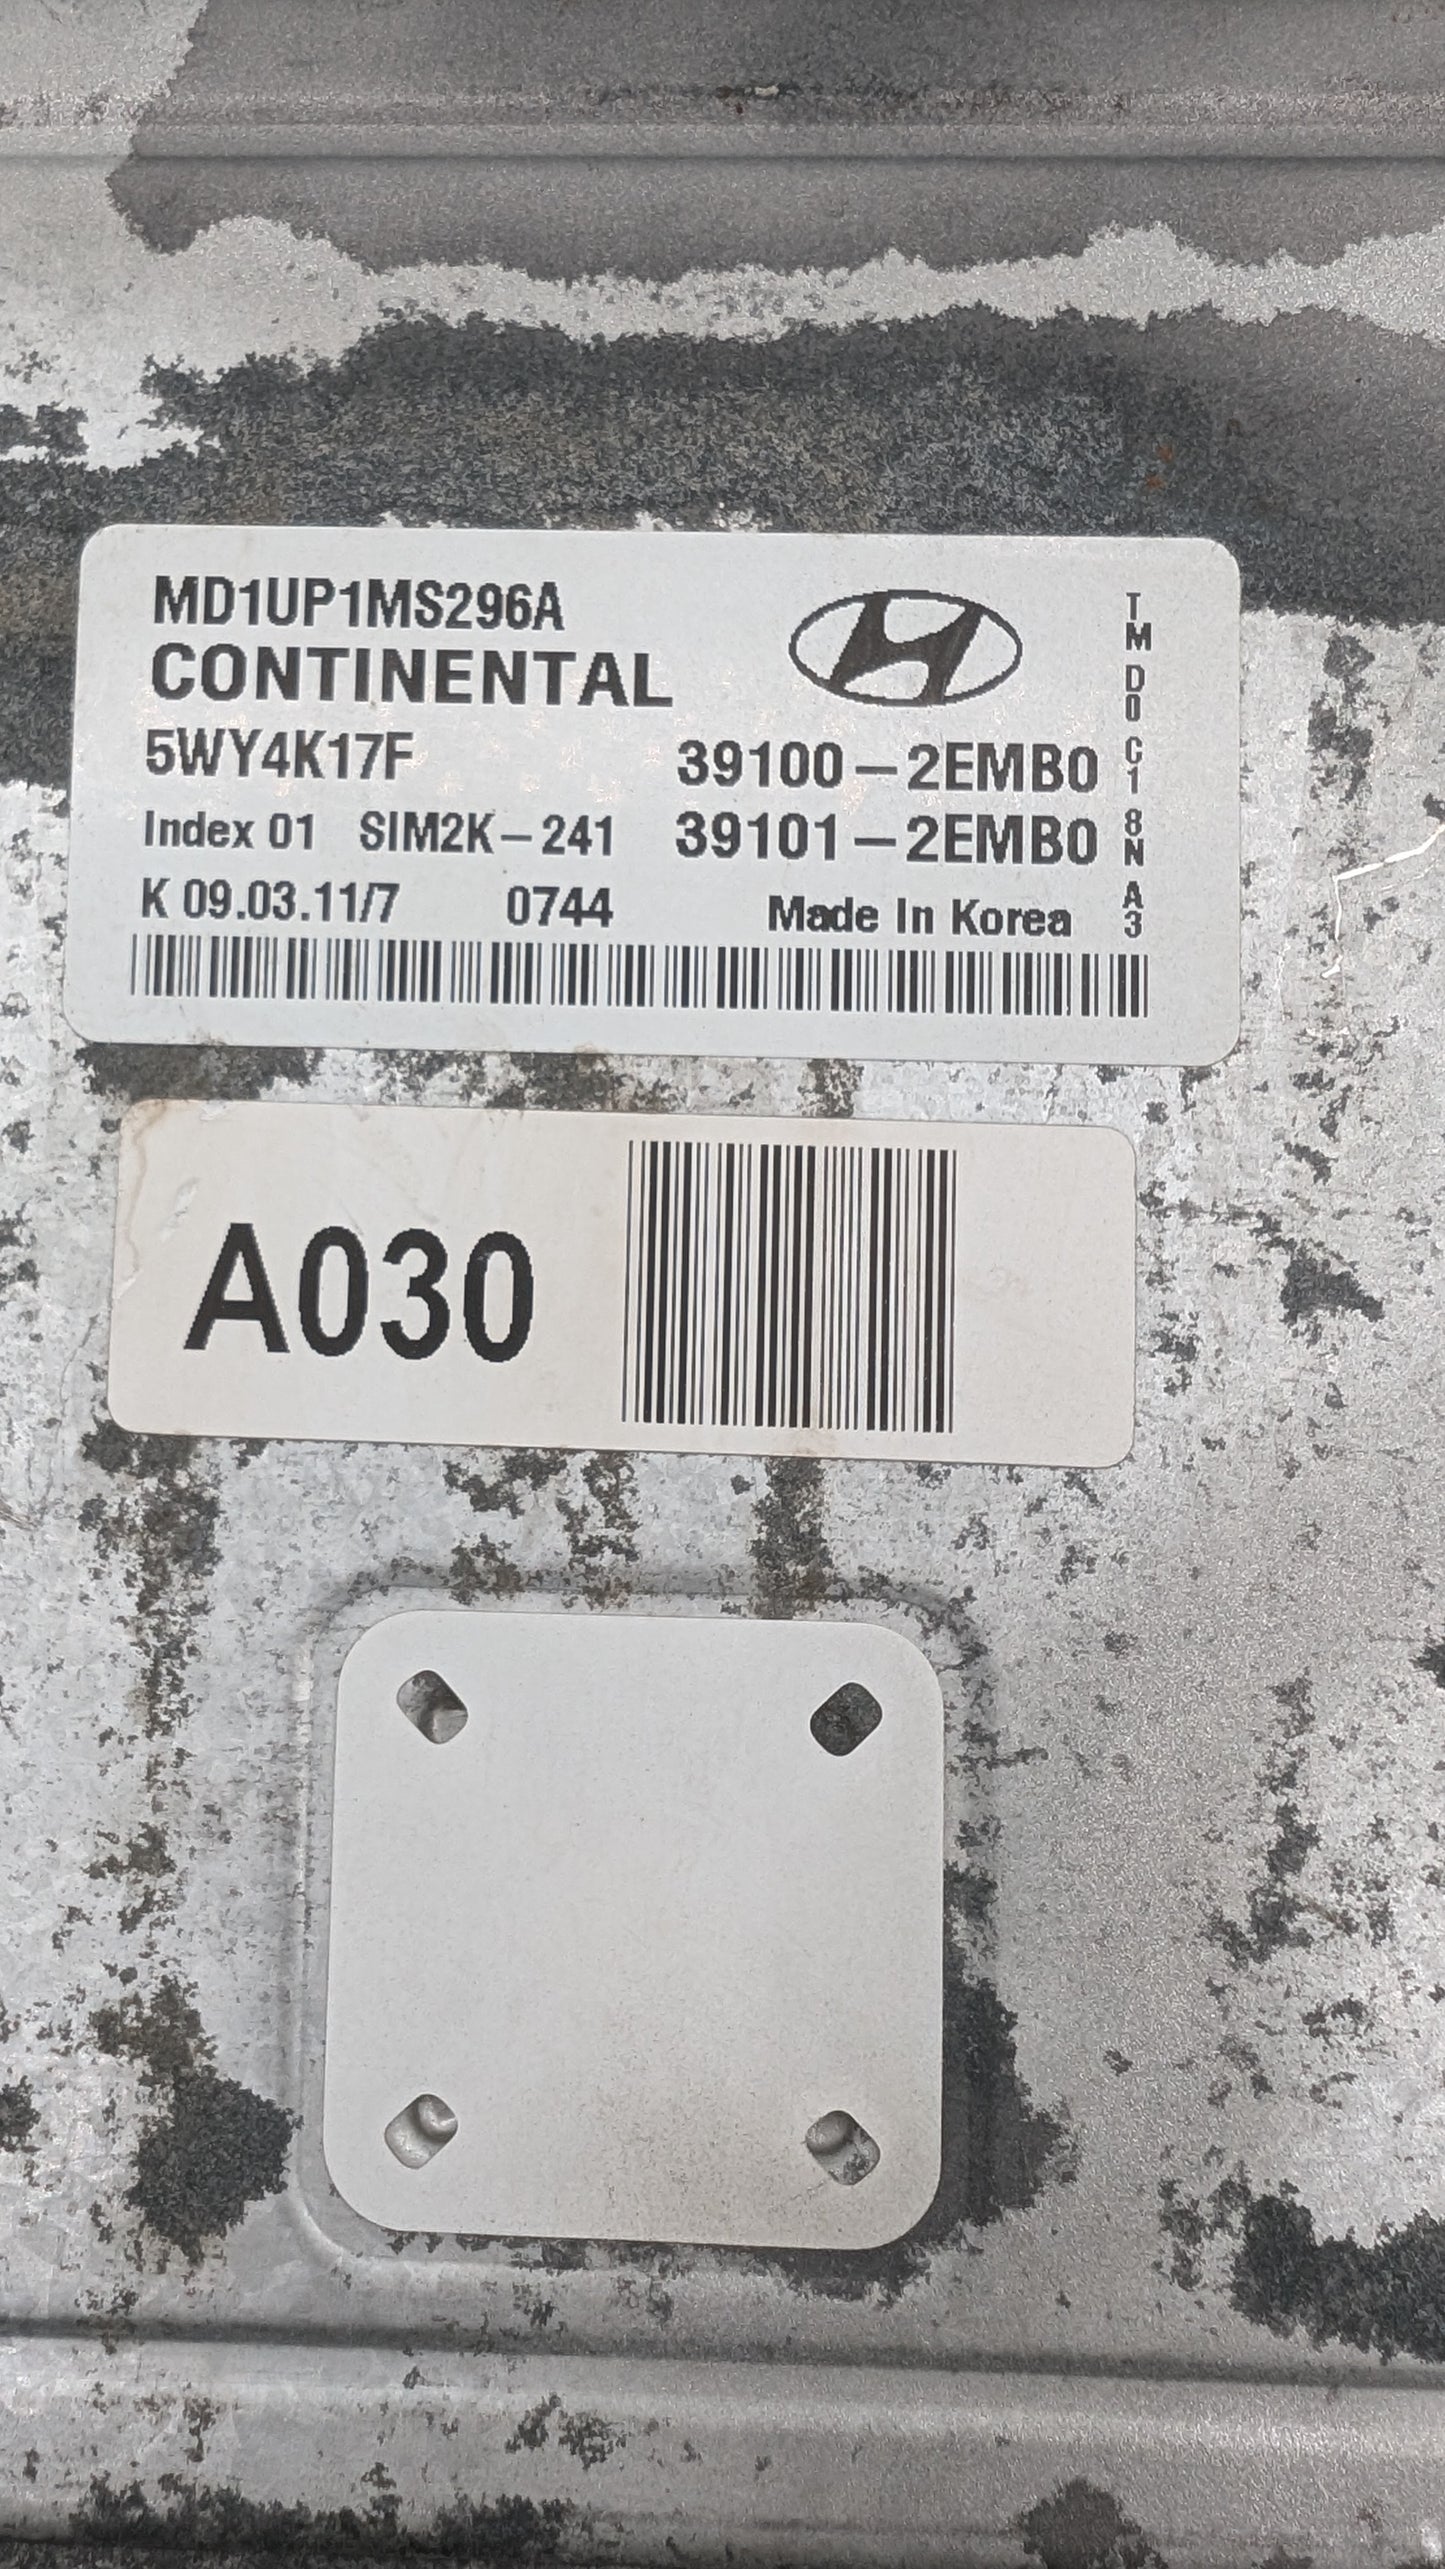 MD1UP1MS296A
CONTINENTAL
5WY4K17F 39100-2EMB0
Index 01 SIM2K-241 39101-2EMB0
K 09.03.11/7 0744 Made In Korea
TM D0 C1 8N A3
A030